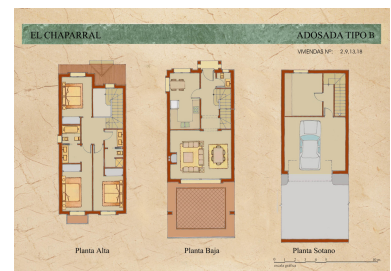 EL CHAPARRAL
ADOSADA TIPO B
VIVIENDAS Nº: 2.9.13.18
Planta Alta
Planta Baja
Planta Sotano